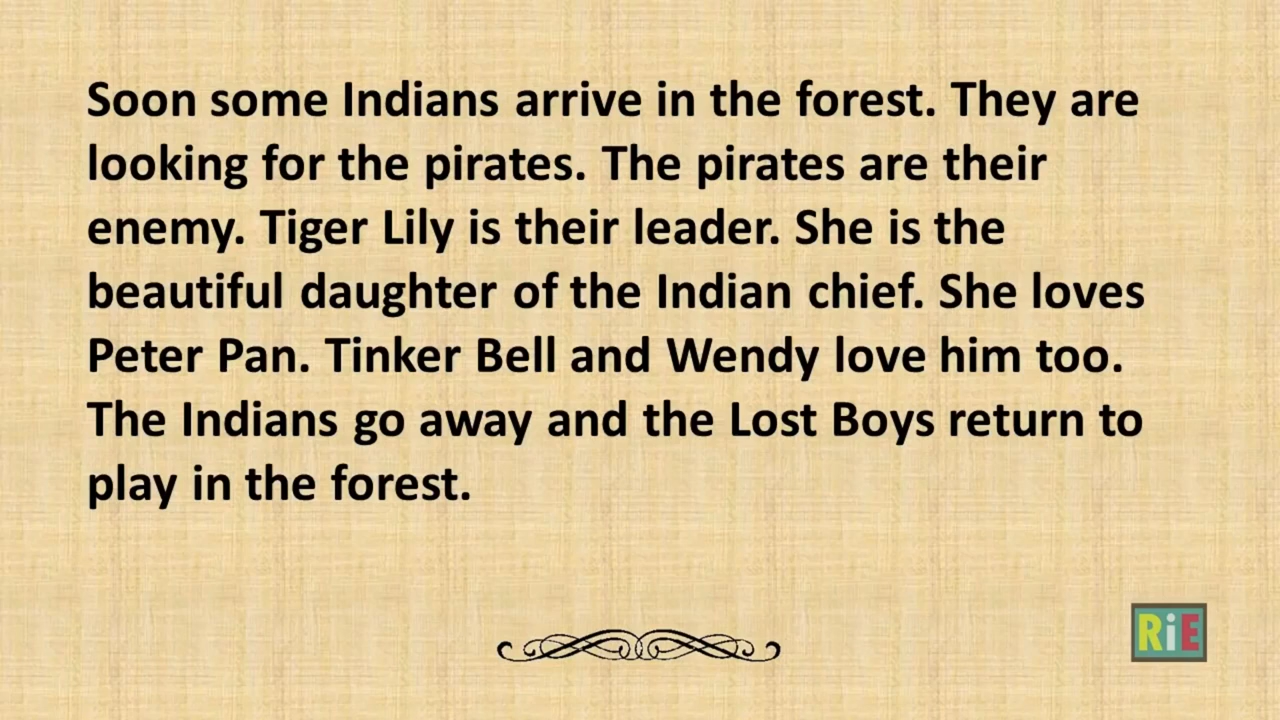 Soon some Indians arrive in the forest. They are
looking for the pirates. The pirates are their
enemy. Tiger Lily is their leader. She is the
beautiful daughter of the Indian chief. She loves
Peter Pan. Tinker Bell and Wendy love him too.
The Indians go away and the Lost Boys return to
play in the forest.
RiE